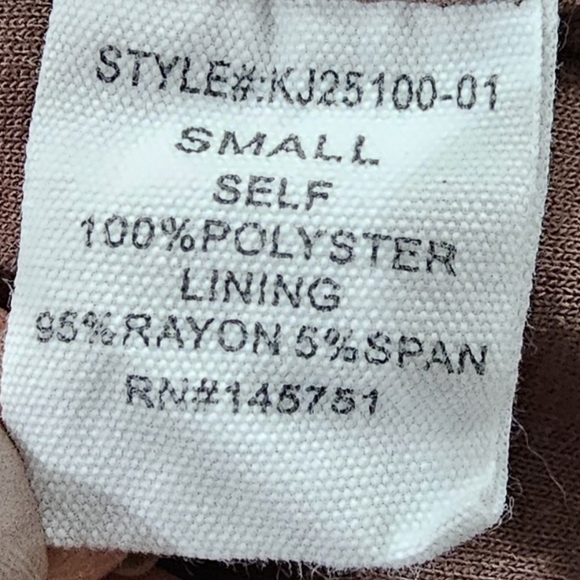 STYLE#:KJ25100-01
SMALL
SELF
100%POLYSTER
LINING
95%RAYON 5%SPAN
RN#145751